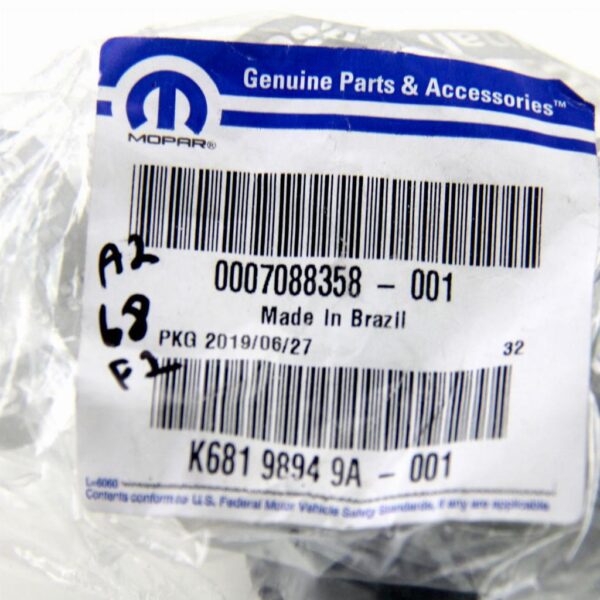 Genuine Parts & Accessories™
MOPAR®
0007088358 - 001
Made In Brazil
PKG 2019/06/27 32
A2
68
F2
K681 9894 9A - 001
L-6060
Contents conform to U.S. Federal Motor Vehicle Safety Standards, if any are applicable